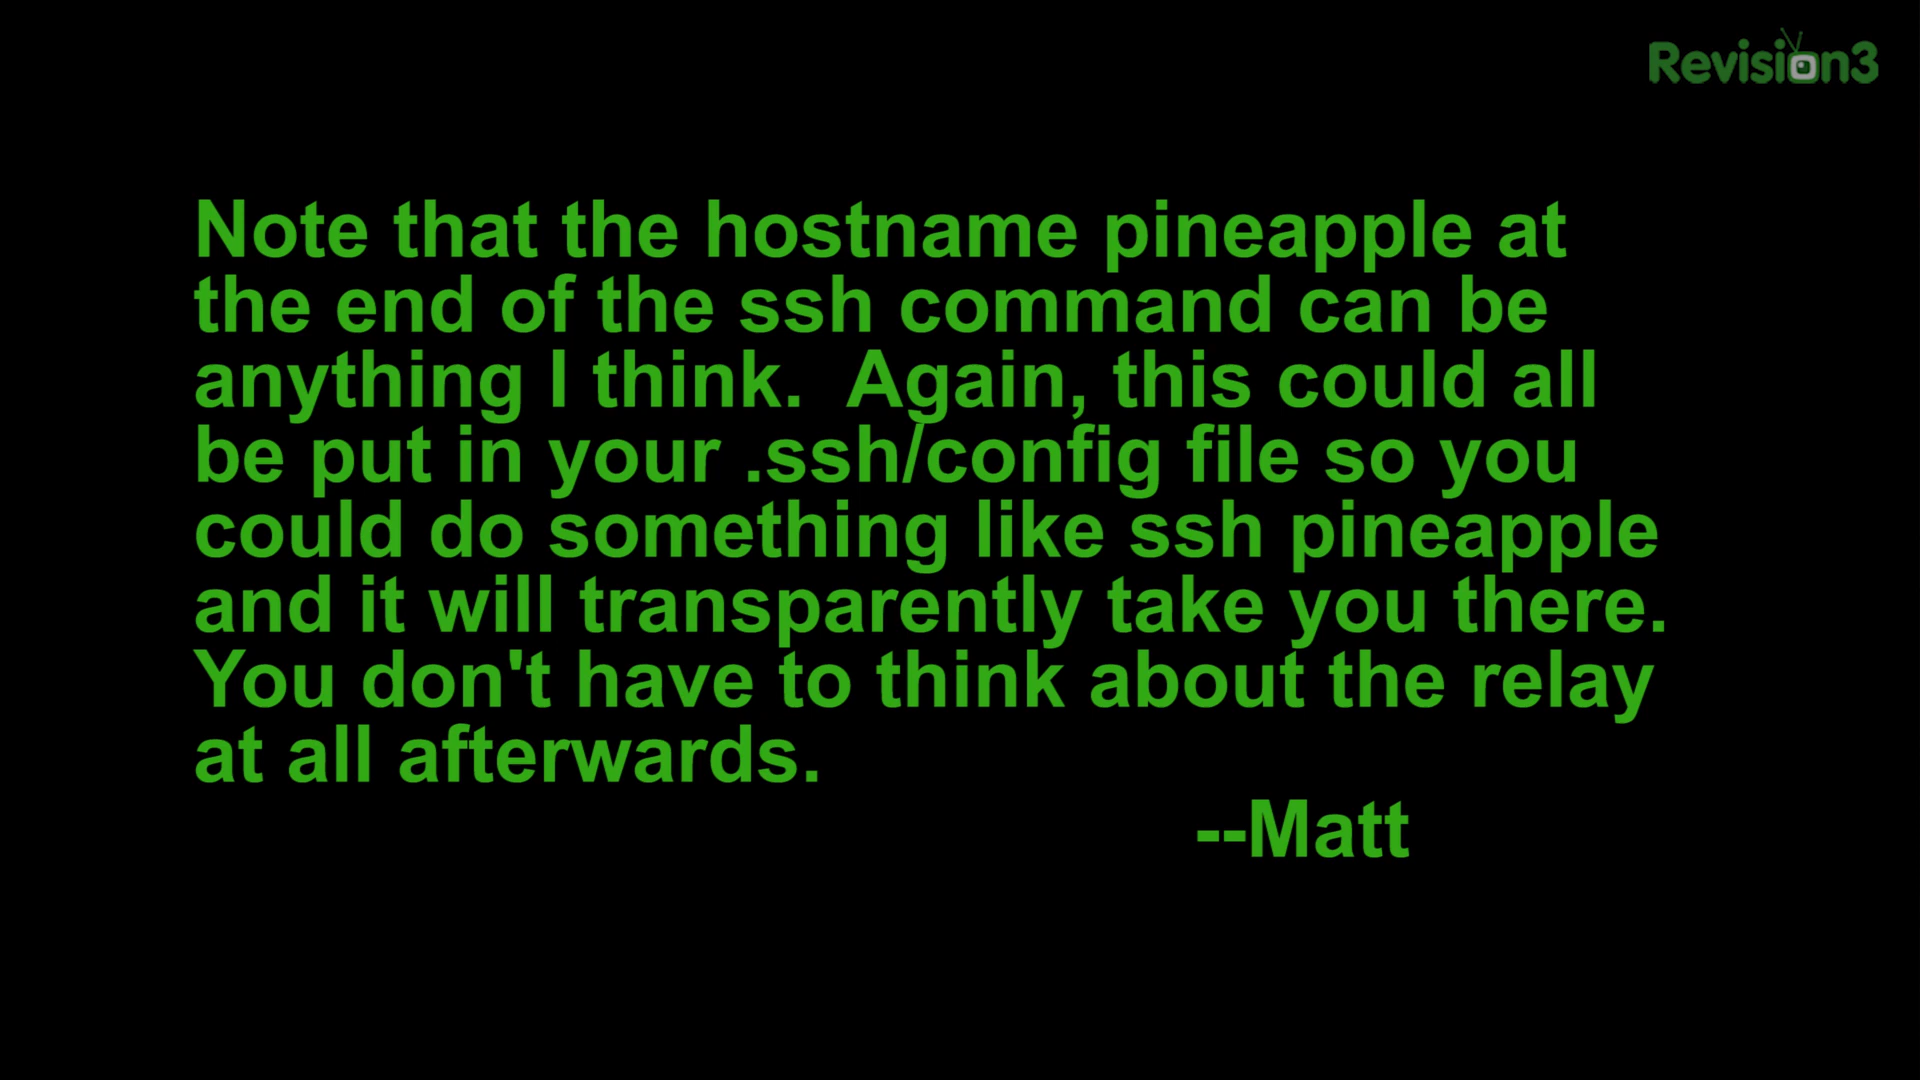 Revision3
Note that the hostname pineapple at
the end of the ssh command can be
anything I think.  Again, this could all
be put in your .ssh/config file so you
could do something like ssh pineapple
and it will transparently take you there.
You don't have to think about the relay
at all afterwards.
--Matt